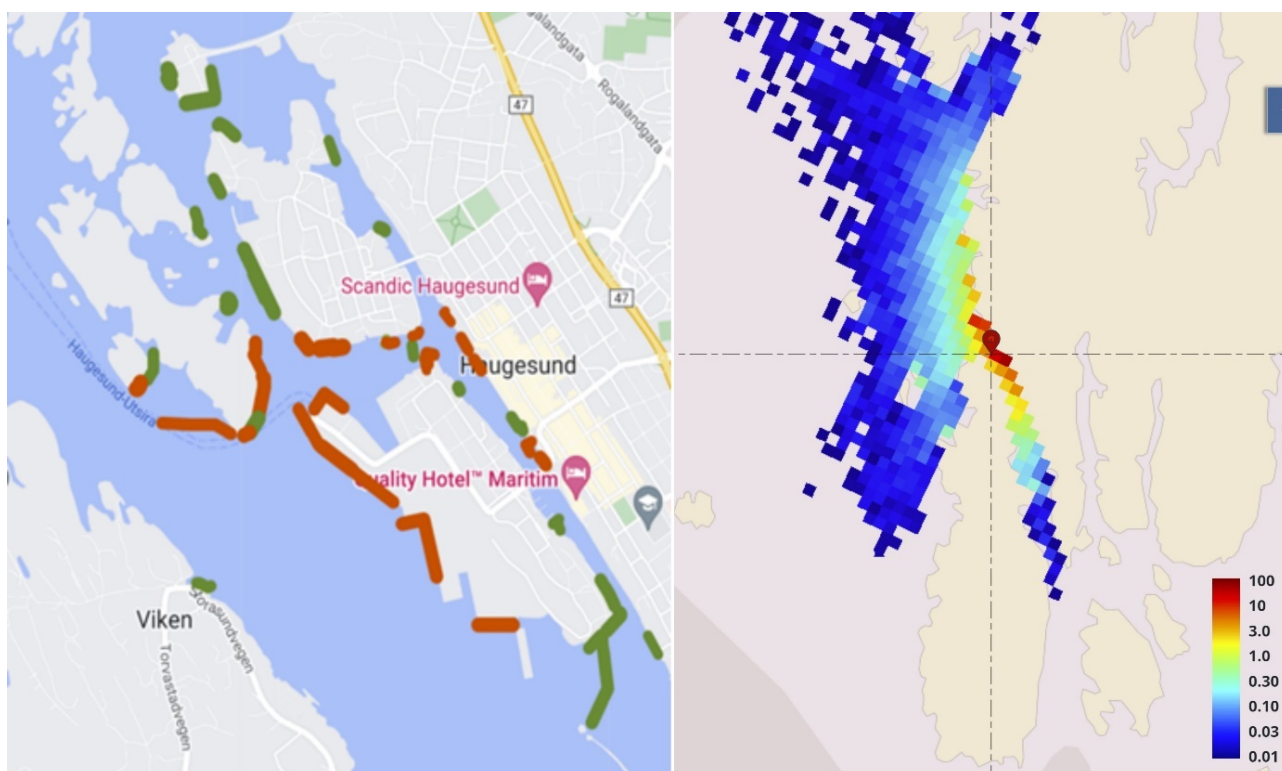 Rogalandgata
47
Rogalandgata
Scandic Haugesund
47
Haugesund
Haugesund-Utsira
Quality Hotel™ Maritim
Viken
Storasundvegen
Torvastadvegen
100
10
3.0
1.0
0.30
0.10
0.03
0.01